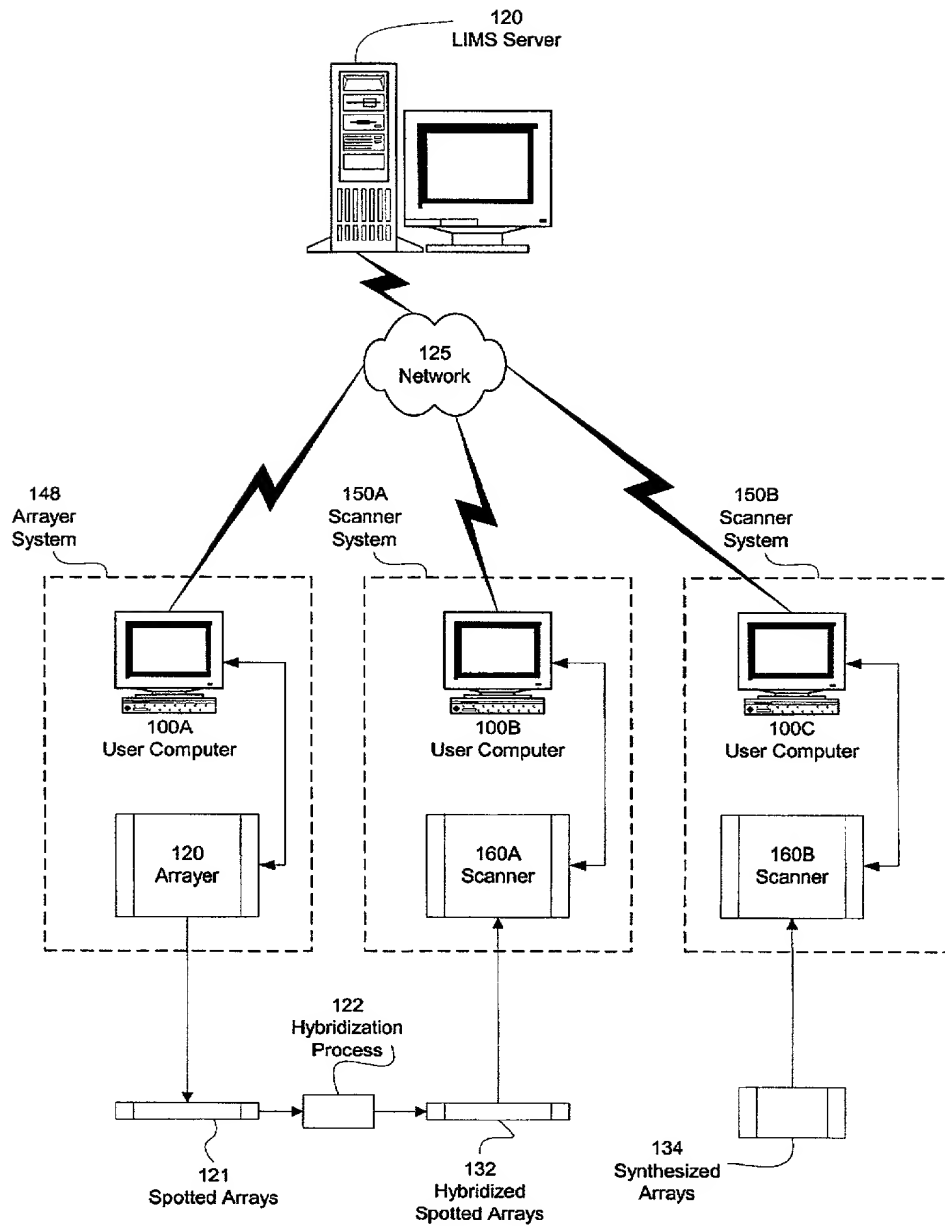 120
LIMS Server
125
Network
148
Arrayer
System
150A
Scanner
System
150B
Scanner
System
100A
User Computer
100B
User Computer
100C
User Computer
120
Arrayer
160A
Scanner
160B
Scanner
122
Hybridization
Process
121
Spotted Arrays
132
Hybridized
Spotted Arrays
134
Synthesized
Arrays